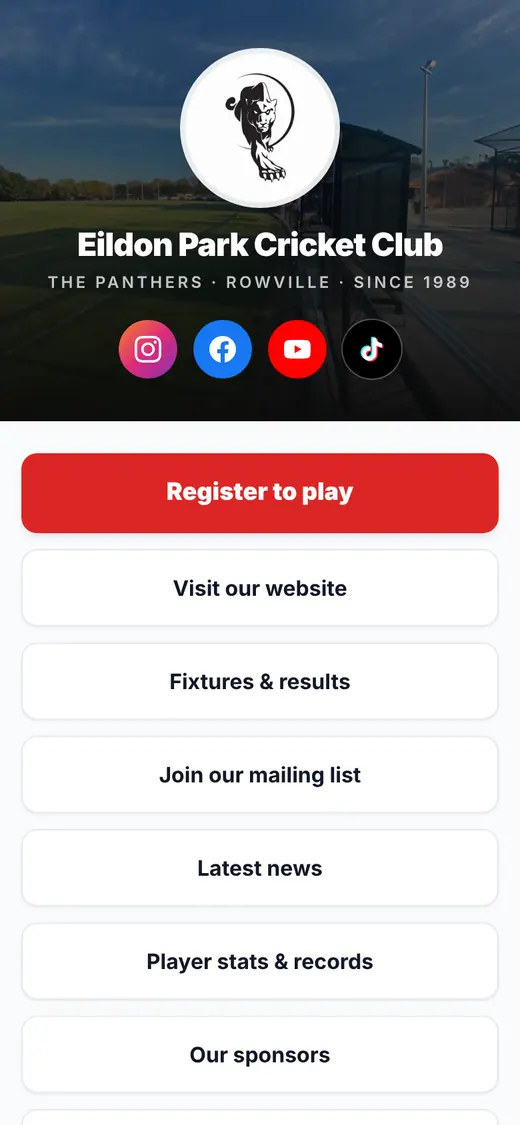 Eildon Park Cricket Club
THE PANTHERS · ROWVILLE · SINCE 1989
Register to play
Visit our website
Fixtures & results
Join our mailing list
Latest news
Player stats & records
Our sponsors